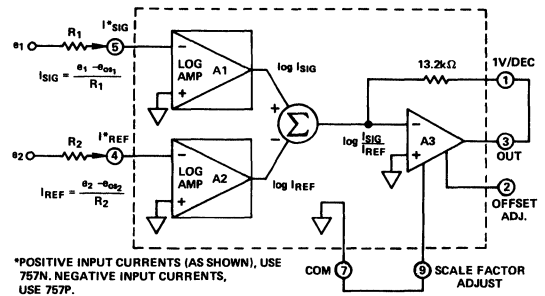 e1
R1
I*SIG
5
ISIG = e1 -eos1 / R1
LOG AMP
A1
−
+
log ISIG
13.2kΩ
1V/DEC
1
Σ
−
log ISIG/IREF
−
+
A3
3
OUT
e2
R2
I*REF
4
IREF = e2 -eos2 / R2
LOG AMP
A2
−
+
log IREF
2
OFFSET
ADJ.
*POSITIVE INPUT CURRENTS (AS SHOWN), USE
757N. NEGATIVE INPUT CURRENTS,
USE 757P.
COM 7
9 SCALE FACTOR
ADJUST